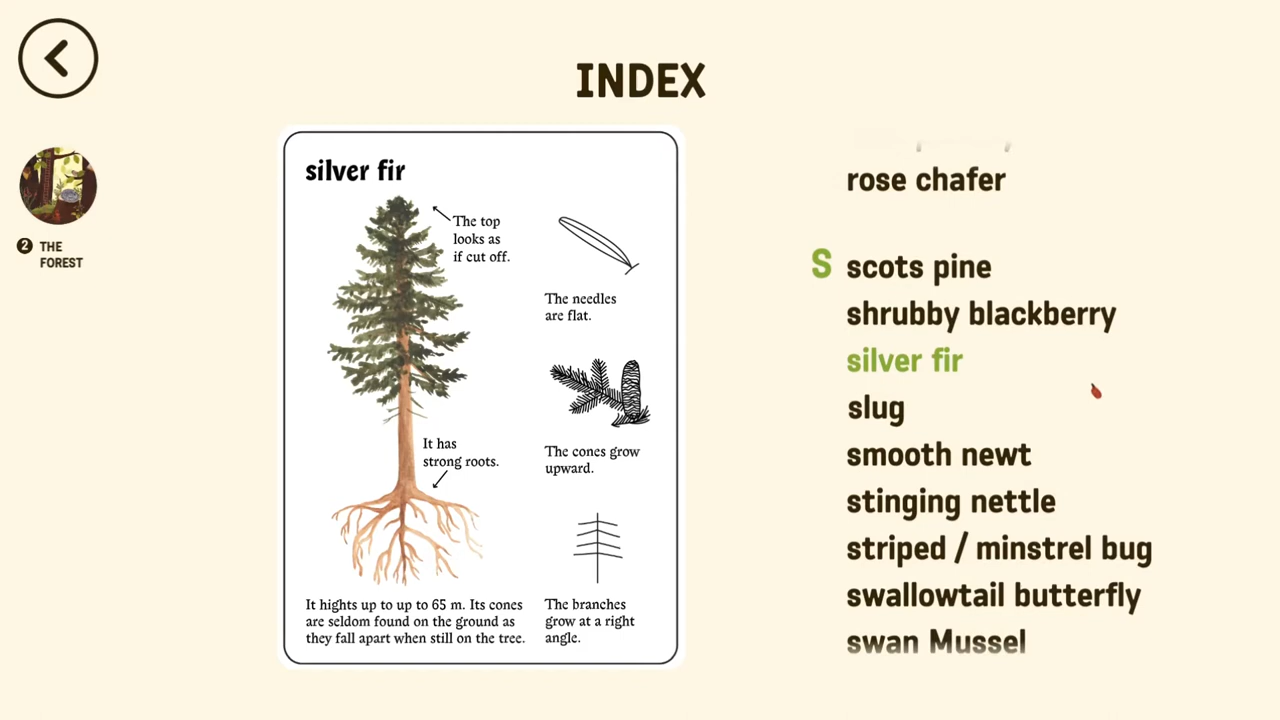 INDEX
2 THE
FOREST
silver fir
The top
looks as
if cut off.
The needles
are flat.
The cones grow
upward.
It has
strong roots.
It hights up to up to 65 m. Its cones
are seldom found on the ground as
they fall apart when still on the tree.
The branches
grow at a right
angle.
rose chafer
S scots pine
shrubby blackberry
silver fir
slug
smooth newt
stinging nettle
striped / minstrel bug
swallowtail butterfly
swan Mussel